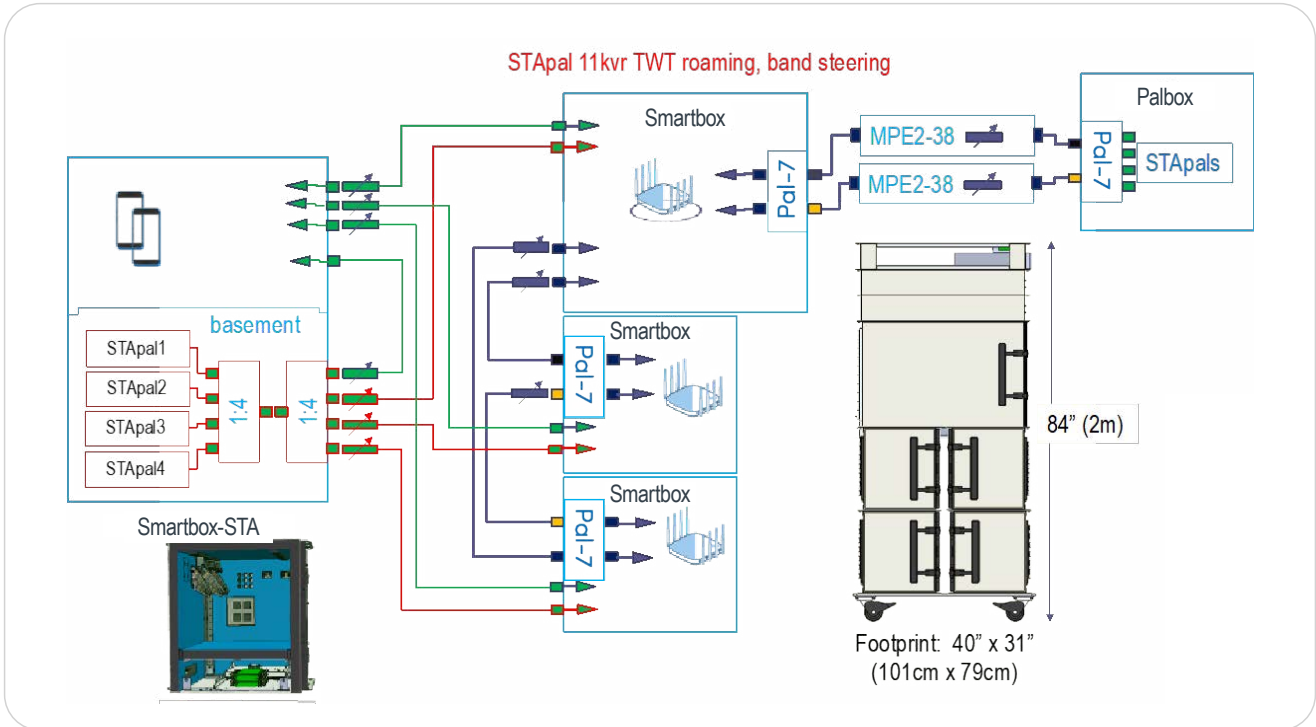 STApal 11kvr TWT roaming, band steering
Smartbox
Palbox
MPE2-38
MPE2-38
Pal-7
Pal-7
STApals
basement
STApal1
STApal2
STApal3
STApal4
1:4
1:4
Smartbox
Pal-7
Smartbox
Pal-7
84” (2m)
Smartbox-STA
Footprint: 40” x 31”
(101cm x 79cm)